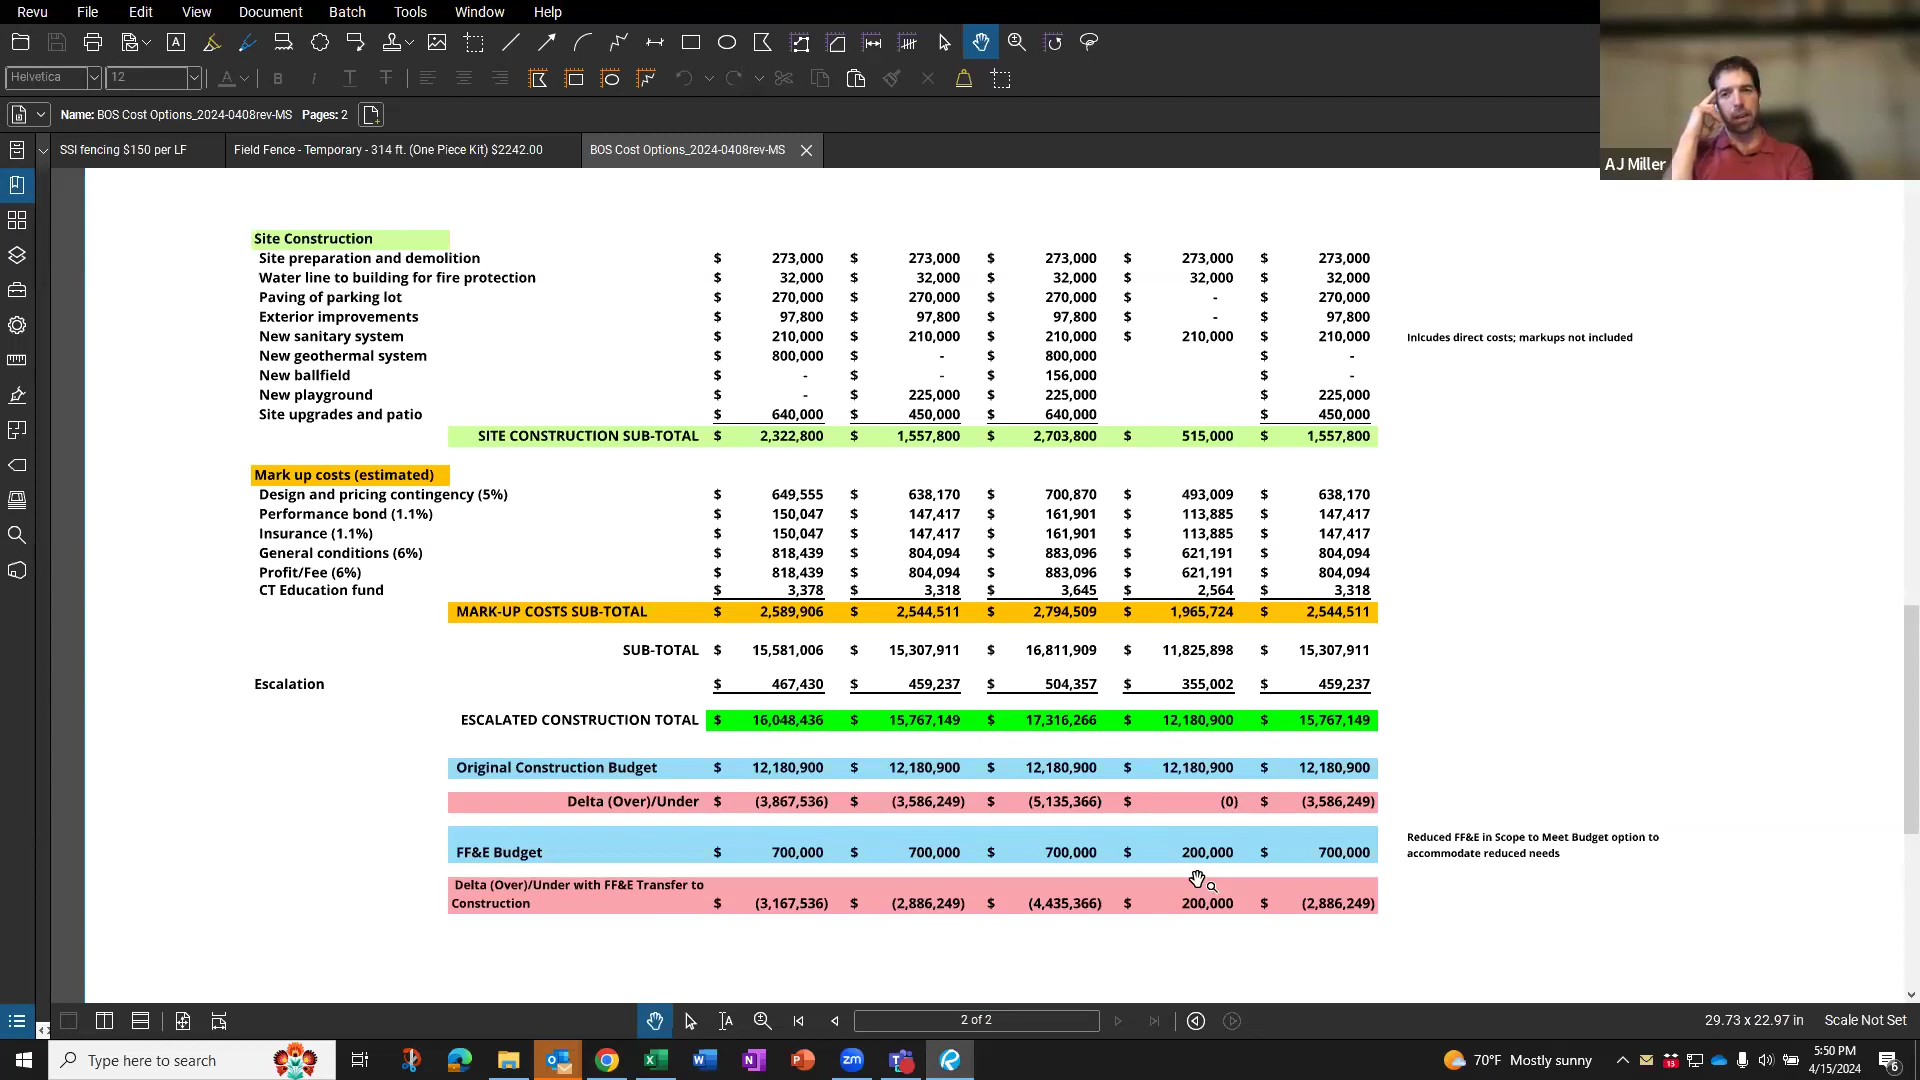 Revu File Edit View Document Batch Tools Window Help
Helvetica 12
Name: BOS Cost Options_2024-0408rev-MS Pages: 2
SSI fencing $150 per LF Field Fence - Temporary - 314 ft. (One Piece Kit) $2242.00 BOS Cost Options_2024-0408rev-MS
AJ Miller
Site Construction
Site preparation and demolition $ 273,000 $ 273,000 $ 273,000 $ 273,000 $ 273,000
Water line to building for fire protection $ 32,000 $ 32,000 $ 32,000 $ 32,000 $ 32,000
Paving of parking lot $ 270,000 $ 270,000 $ 270,000 $ - $ 270,000
Exterior improvements $ 97,800 $ 97,800 $ 97,800 $ - $ 97,800
New sanitary system $ 210,000 $ 210,000 $ 210,000 $ 210,000 $ 210,000 Inlcudes direct costs; markups not included
New geothermal system $ 800,000 $ - $ 800,000 $ -
New ballfield $ - $ - $ 156,000 $ -
New playground $ - $ 225,000 $ 225,000 $ 225,000
Site upgrades and patio $ 640,000 $ 450,000 $ 640,000 $ 450,000
SITE CONSTRUCTION SUB-TOTAL $ 2,322,800 $ 1,557,800 $ 2,703,800 $ 515,000 $ 1,557,800
Mark up costs (estimated)
Design and pricing contingency (5%) $ 649,555 $ 638,170 $ 700,870 $ 493,009 $ 638,170
Performance bond (1.1%) $ 150,047 $ 147,417 $ 161,901 $ 113,885 $ 147,417
Insurance (1.1%) $ 150,047 $ 147,417 $ 161,901 $ 113,885 $ 147,417
General conditions (6%) $ 818,439 $ 804,094 $ 883,096 $ 621,191 $ 804,094
Profit/Fee (6%) $ 818,439 $ 804,094 $ 883,096 $ 621,191 $ 804,094
CT Education fund $ 3,378 $ 3,318 $ 3,645 $ 2,564 $ 3,318
MARK-UP COSTS SUB-TOTAL $ 2,589,906 $ 2,544,511 $ 2,794,509 $ 1,965,724 $ 2,544,511
SUB-TOTAL $ 15,581,006 $ 15,307,911 $ 16,811,909 $ 11,825,898 $ 15,307,911
Escalation $ 467,430 $ 459,237 $ 504,357 $ 355,002 $ 459,237
ESCALATED CONSTRUCTION TOTAL $ 16,048,436 $ 15,767,149 $ 17,316,266 $ 12,180,900 $ 15,767,149
Original Construction Budget $ 12,180,900 $ 12,180,900 $ 12,180,900 $ 12,180,900 $ 12,180,900
Delta (Over)/Under $ (3,867,536) $ (3,586,249) $ (5,135,366) $ (0) $ (3,586,249)
Reduced FF&E in Scope to Meet Budget option to
accommodate reduced needs
FF&E Budget $ 700,000 $ 700,000 $ 700,000 $ 200,000 $ 700,000
Delta (Over)/Under with FF&E Transfer to
Construction $ (3,167,536) $ (2,886,249) $ (4,435,366) $ 200,000 $ (2,886,249)
2 of 2
29.73 x 22.97 in Scale Not Set
Type here to search
70°F Mostly sunny
5:50 PM
4/15/2024
6